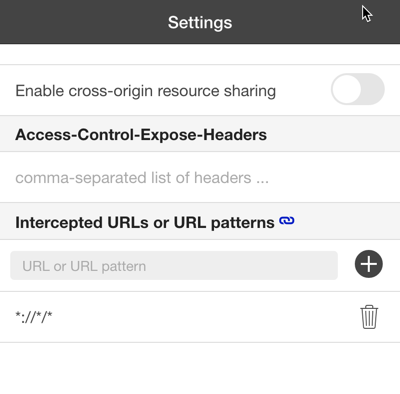 Settings
Enable cross-origin resource sharing
Access-Control-Expose-Headers
comma-separated list of headers ...
Intercepted URLs or URL patterns
URL or URL pattern
*://*/*